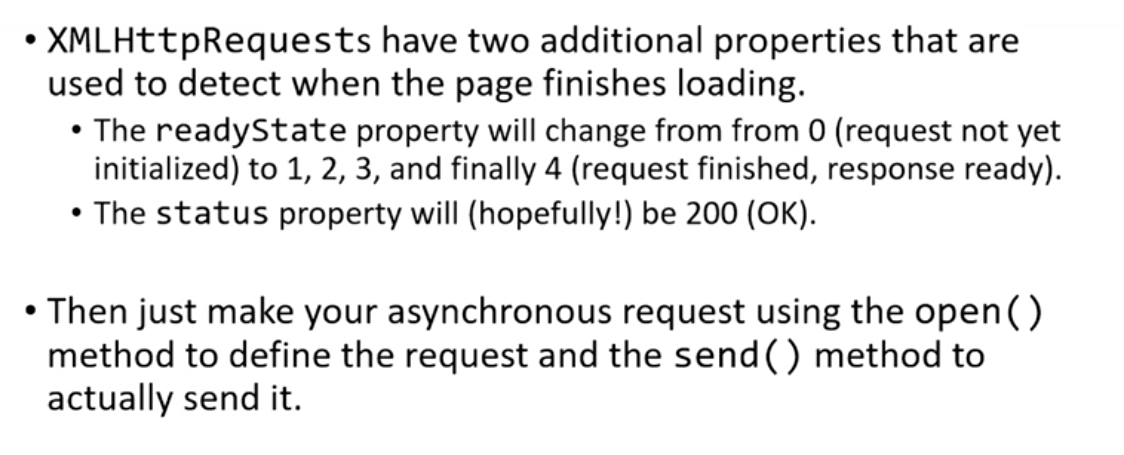 • XMLHttpRequests have two additional properties that are
used to detect when the page finishes loading.
• The readyState property will change from from 0 (request not yet
initialized) to 1, 2, 3, and finally 4 (request finished, response ready).
• The status property will (hopefully!) be 200 (OK).
• Then just make your asynchronous request using the open()
method to define the request and the send() method to
actually send it.